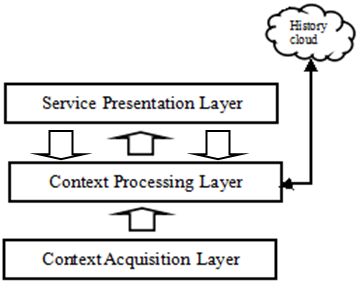 History
cloud
Service Presentation Layer
Context Processing Layer
Context Acquisition Layer